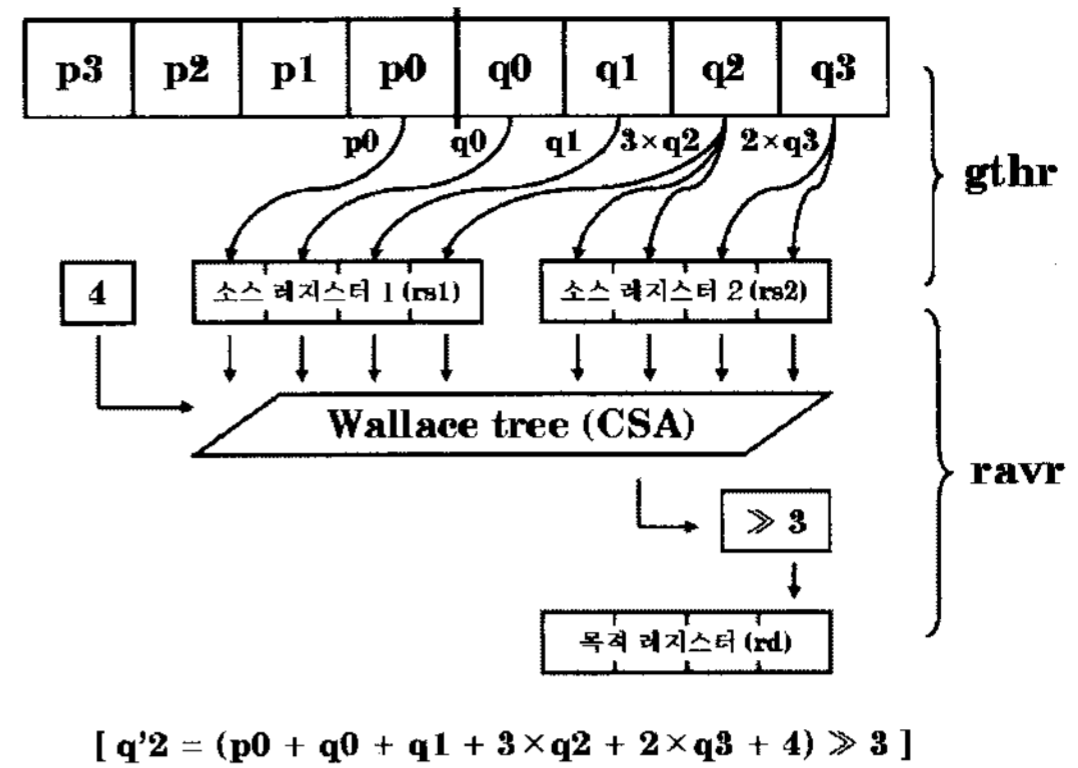 p3 p2 p1 p0 q0 q1 q2 q3
p0 q0 q1 3×q2 2×q3
gthr
4
소스 레지스터 1 (rs1)
소스 레지스터 2 (rs2)
Wallace tree (CSA)
ravr
≫ 3
목적 레지스터 (rd)
[ q'2 = (p0 + q0 + q1 + 3×q2 + 2×q3 + 4) ≫ 3 ]